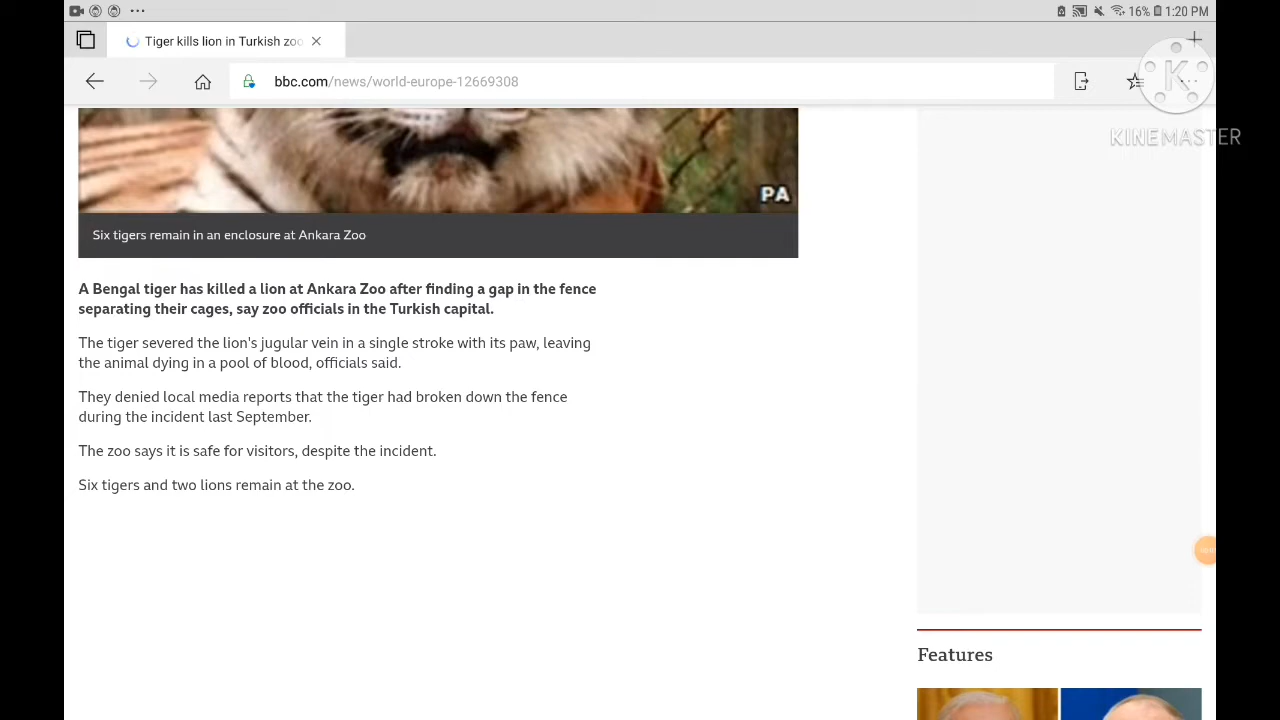 16% 1:20 PM
Tiger kills lion in Turkish zoo
bbc.com/news/world-europe-12669308
K
KINEMASTER
PA
Six tigers remain in an enclosure at Ankara Zoo
A Bengal tiger has killed a lion at Ankara Zoo after finding a gap in the fence
separating their cages, say zoo officials in the Turkish capital.
The tiger severed the lion's jugular vein in a single stroke with its paw, leaving
the animal dying in a pool of blood, officials said.
They denied local media reports that the tiger had broken down the fence
during the incident last September.
The zoo says it is safe for visitors, despite the incident.
Six tigers and two lions remain at the zoo.
Features